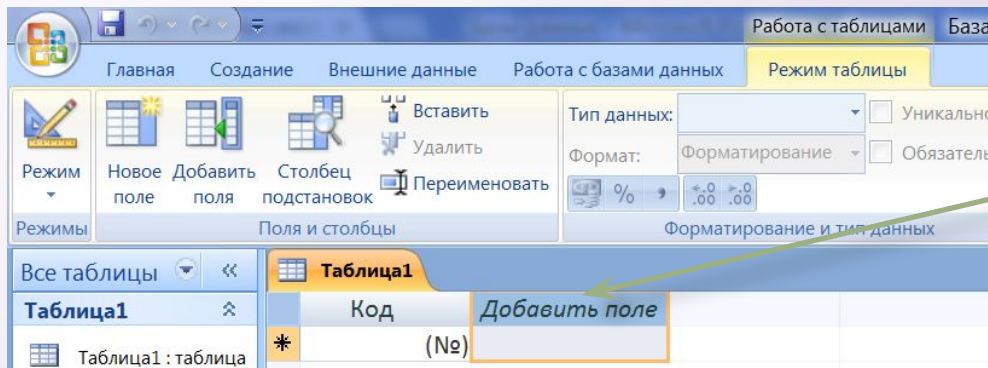 Работа с таблицами База
Главная Создание Внешние данные Работа с базами данных Режим таблицы
Режим
Новое поле
Добавить поля
Столбец подстановок
Вставить
Удалить
Переименовать
Тип данных:
Формат: Форматирование
% , ,00 ,00
Режимы Поля и столбцы Форматирование и тип данных
Все таблицы «
Таблица1
Таблица1 : таблица
Таблица1
Код Добавить поле
* (№)